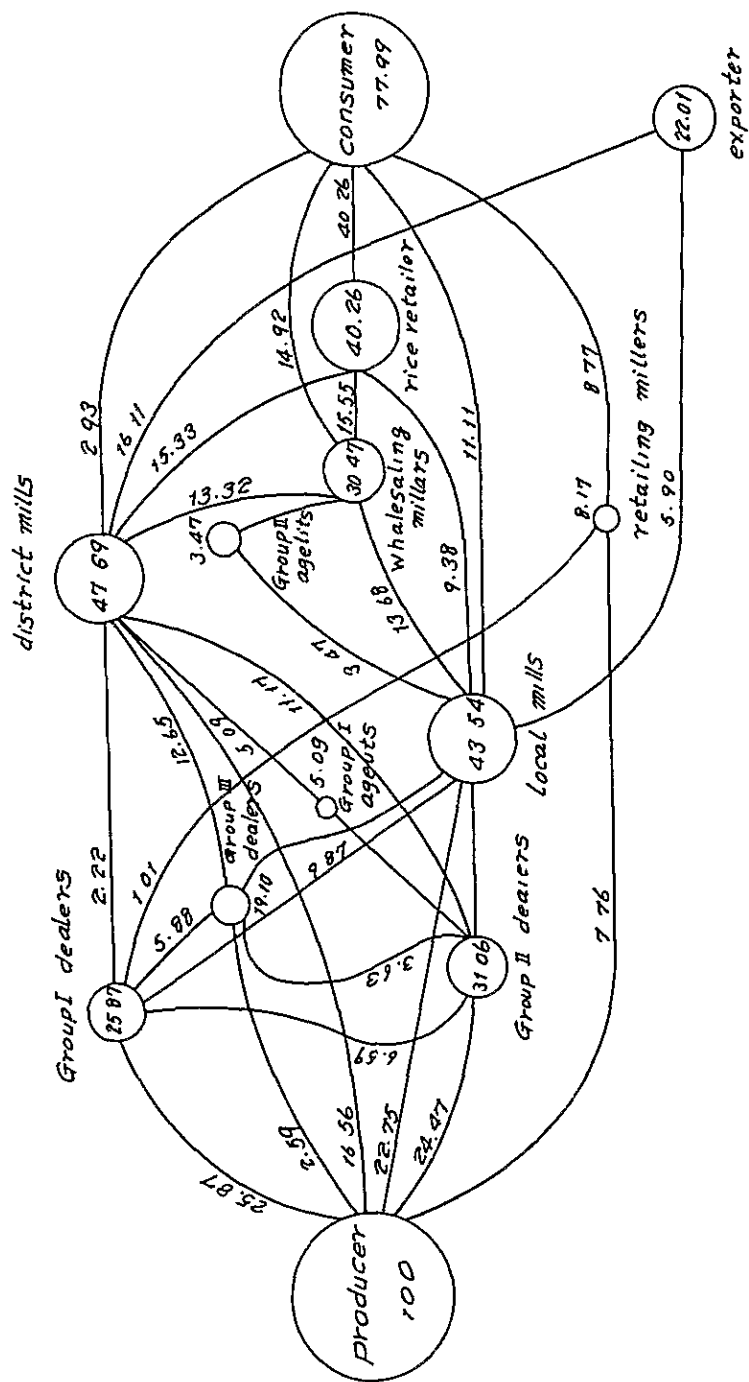 Producer
100
25.87
2.59
16.56
22.75
24.47
7 76
Group I dealers
25 87
2.22
1 01
5.88
6 87
6.59
Group III
dealers
19.10
3.63
31 06
Group II dealers
12.65
5 09
11.17
5.09
Group I
ageuts
district mills
47 69
2 93
16 11
15.33
13.32
3.47
Group II
agelits
3 47
13 68
43 54
Local mills
9.38
11.11
30 47
Whalesaling
millars
15.55
14.92
40.26
rice retailer
40 26
8.17
retailing millers
8 77
5.90
consumer
77.99
22.01
exporter